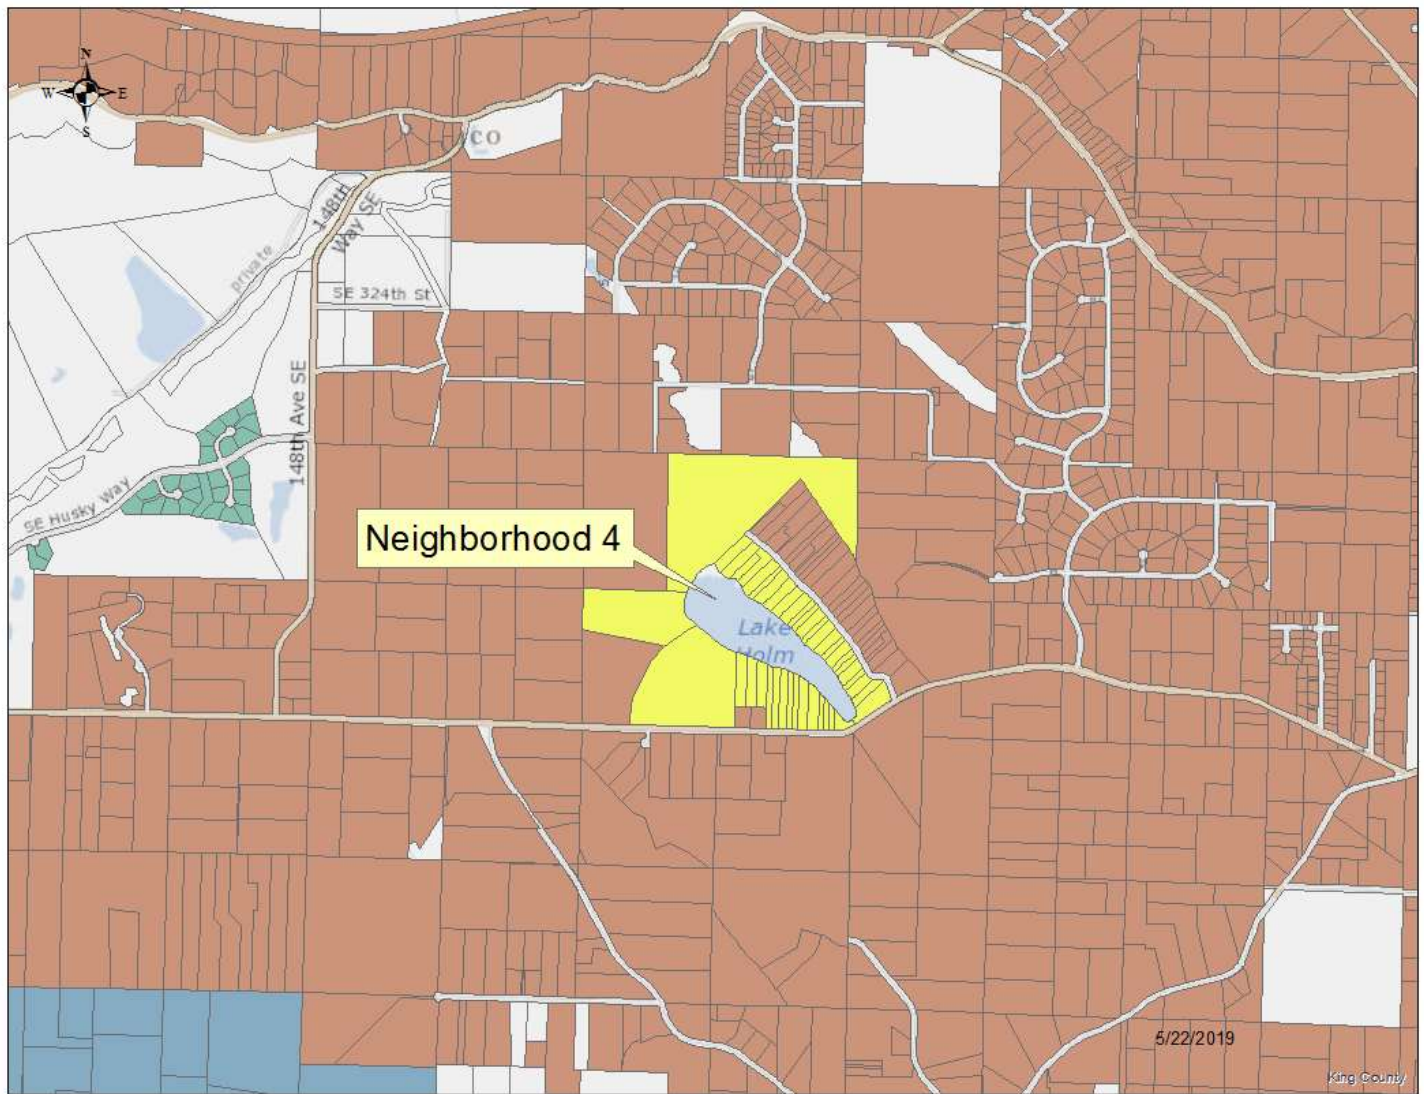 N
W E
S
CO
148th
Way SE
private
SE 324th St
148th Ave SE
SE Husky Way
Neighborhood 4
Lake
Holm
5/22/2019
King County